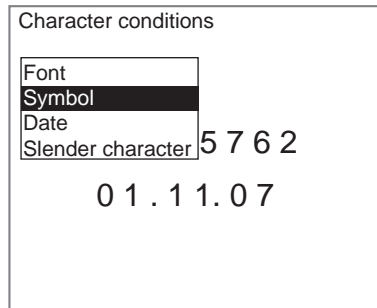 Character conditions
Font
Symbol
Date
Slender character
5 7 6 2
0 1 . 1 1. 0 7